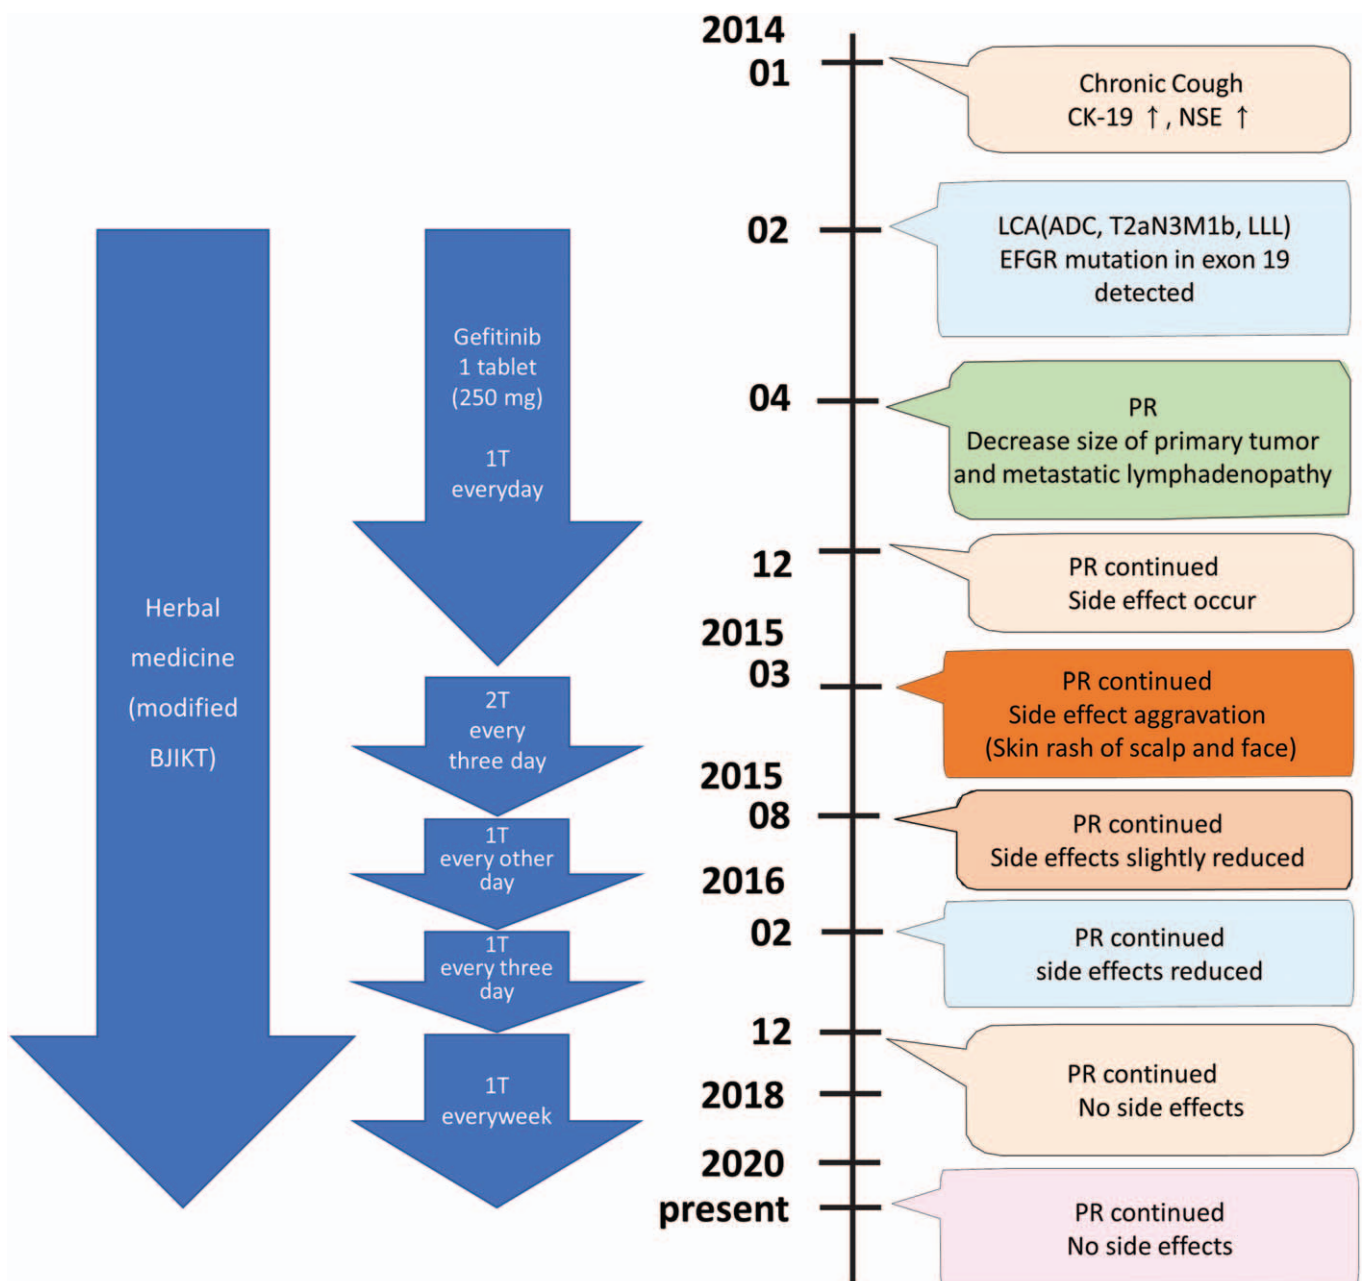 Herbal
medicine
(modified
BJIKT)
Gefitinib
1 tablet
(250 mg)
1T
everyday
2T
every
three day
1T
every other
day
1T
every three
day
1T
everyweek
2014
01
Chronic Cough
CK-19 ↑ , NSE ↑
02
LCA(ADC, T2aN3M1b, LLL)
EFGR mutation in exon 19
detected
04
PR
Decrease size of primary tumor
and metastatic lymphadenopathy
12
PR continued
Side effect occur
2015
03
PR continued
Side effect aggravation
(Skin rash of scalp and face)
2015
08
PR continued
Side effects slightly reduced
2016
02
PR continued
side effects reduced
12
PR continued
No side effects
2018
2020
present
PR continued
No side effects